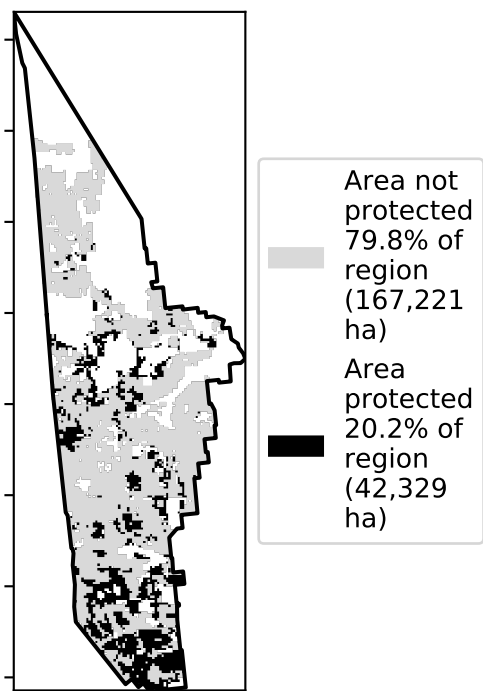 Area not
protected
79.8% of
region
(167,221
ha)
Area
protected
20.2% of
region
(42,329
ha)